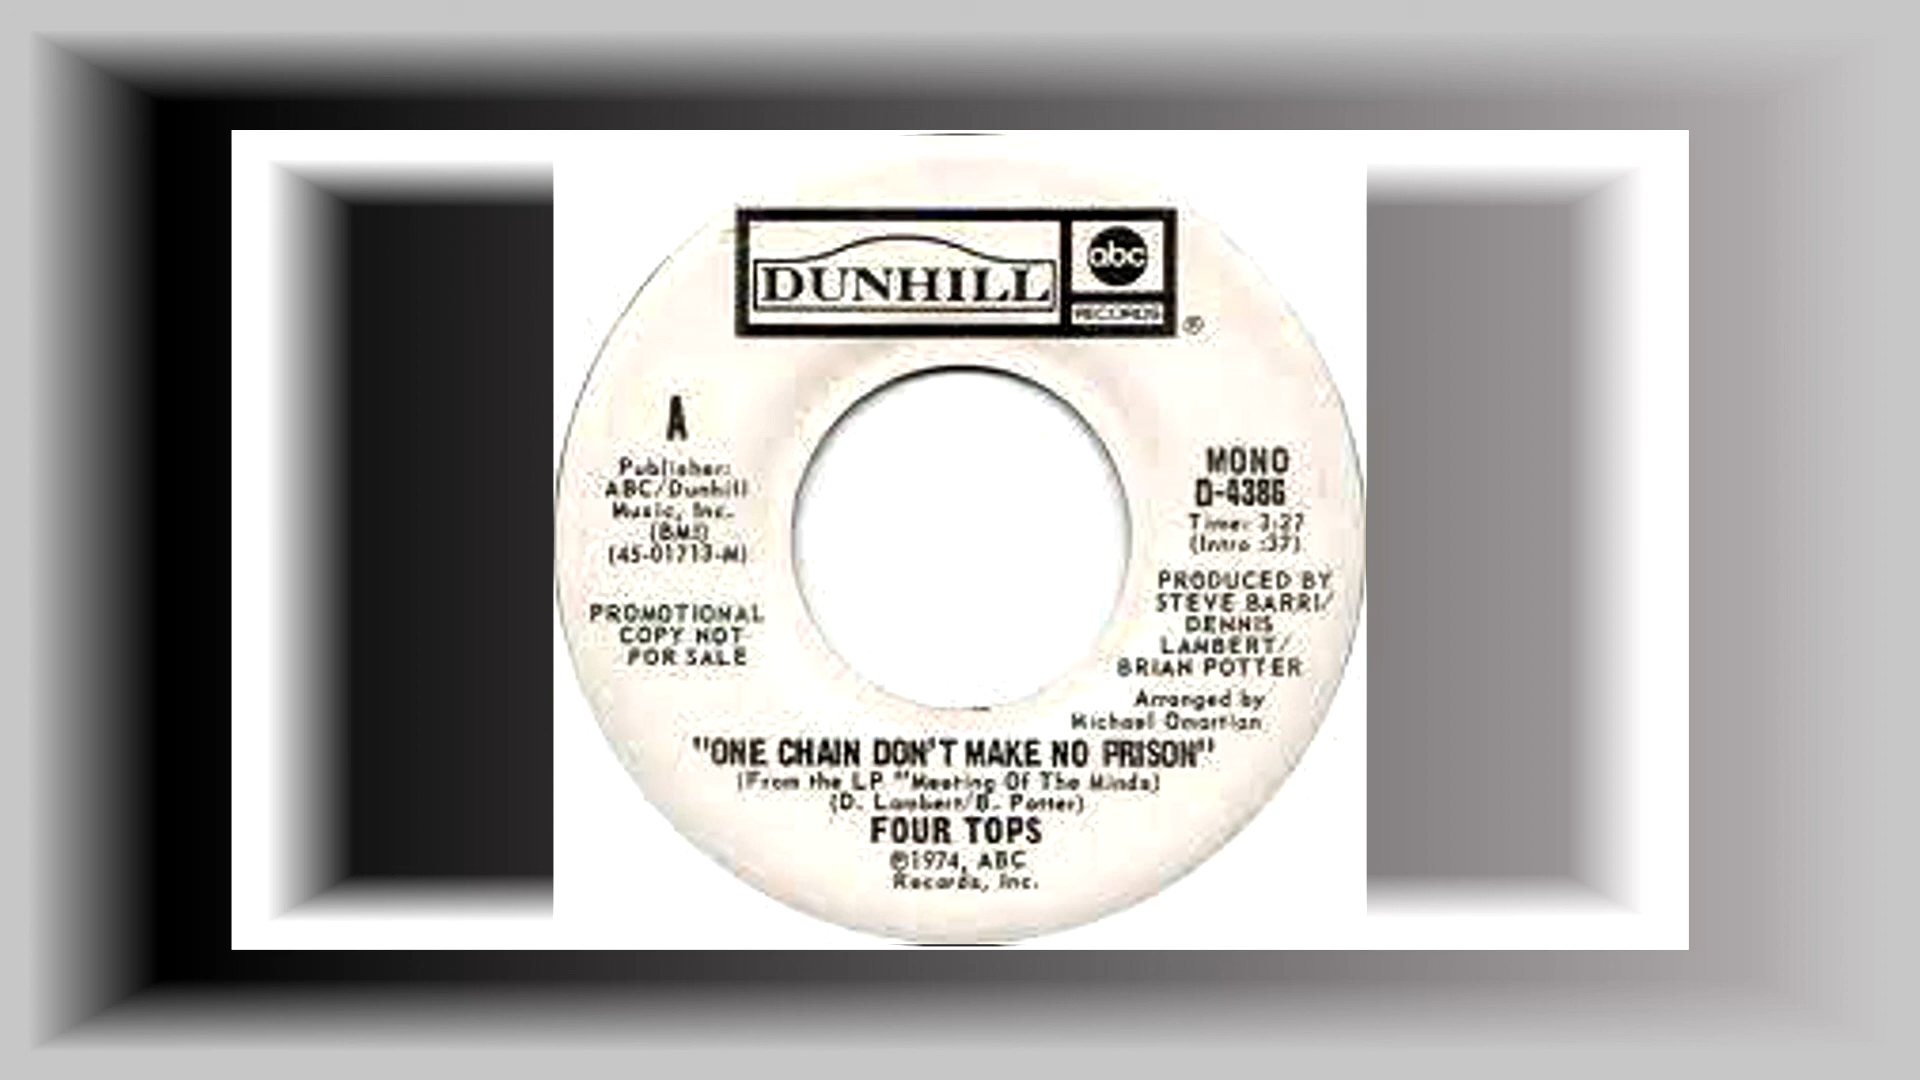 DUNHILL
abc
RECORDS
®
A
Publisher:
ABC/Dunhill
Music, Inc.
(BMI)
(45-01713-M)
PROMOTIONAL
COPY NOT
FOR SALE
MONO
D-4386
Time: 3:27
(Intro :37)
PRODUCED BY
STEVE BARRI/
DENNIS
LAMBERT/
BRIAN POTTER
Arranged by
Michael Omartian
"ONE CHAIN DON'T MAKE NO PRISON"
(From the LP "Meeting Of The Minds)
(D. Lambert/B. Potter)
FOUR TOPS
℗1974, ABC
Records, Inc.